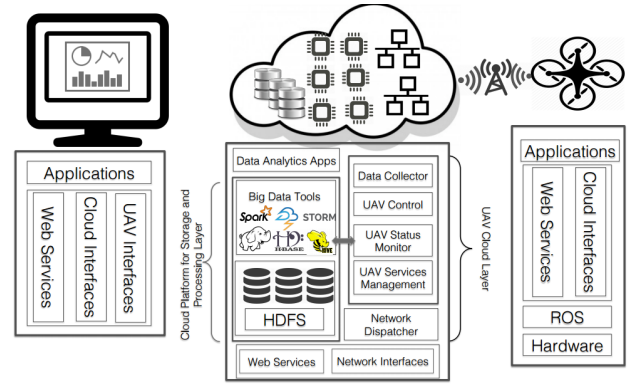 Applications
Web Services
Cloud Interfaces
UAV Interfaces
Cloud Platform for Storage and
Processing Layer
Data Analytics Apps
Big Data Tools
Spark
STORM
HBASE
HIVE
HDFS
Data Collector
UAV Control
UAV Status
Monitor
UAV Services
Management
Network
Dispatcher
Web Services
Network Interfaces
UAV Cloud Layer
Applications
Web Services
Cloud Interfaces
ROS
Hardware